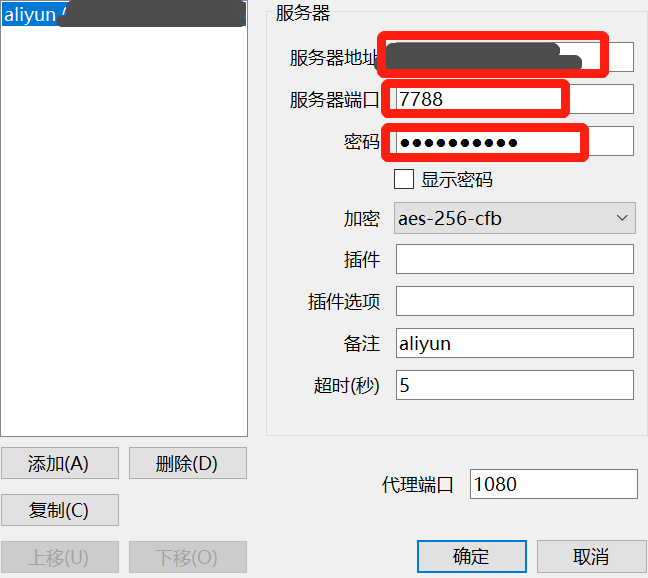 aliyun
服务器
服务器地址
服务器端口 7788
密码 ●●●●●●●●●●
显示密码
加密 aes-256-cfb
插件
插件选项
备注 aliyun
超时(秒) 5
添加(A) 删除(D)
代理端口 1080
复制(C)
上移(U) 下移(O)
确定 取消